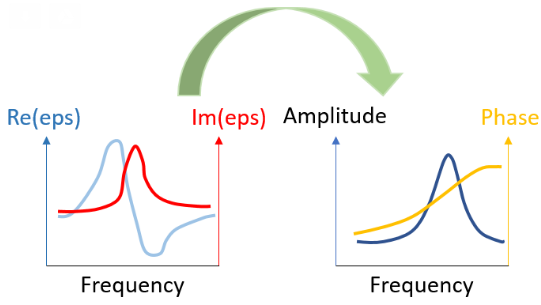 Re(eps)
Im(eps)
Amplitude
Phase
Frequency
Frequency